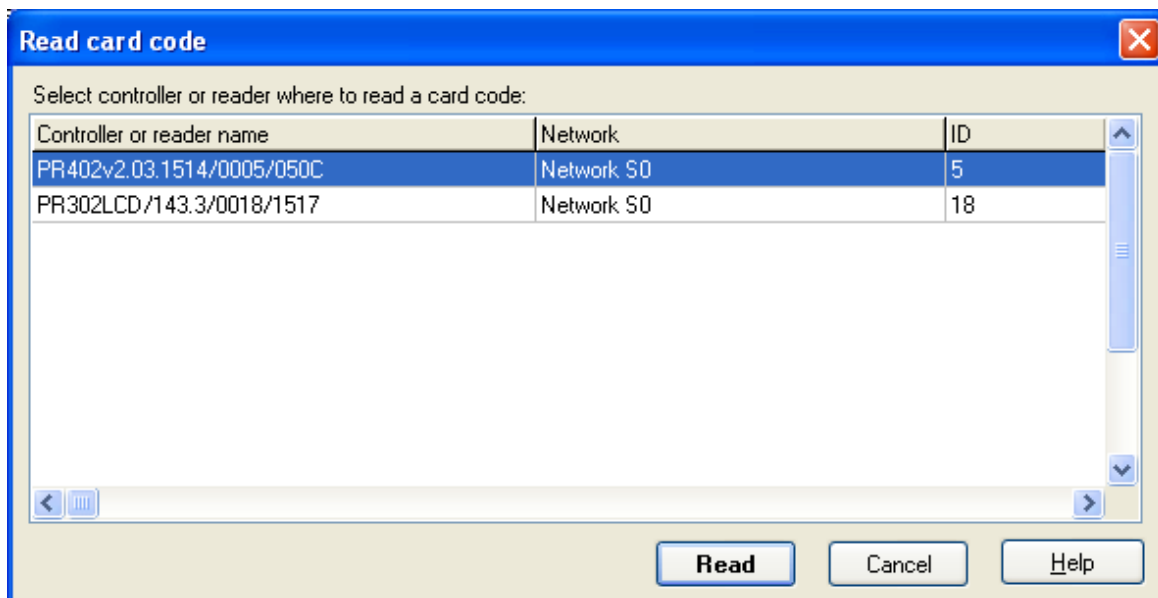 Read card code
Select controller or reader where to read a card code:
Controller or reader name Network ID
PR402v2.03.1514/0005/050C Network S0 5
PR302LCD/143.3/0018/1517 Network S0 18
Read Cancel Help